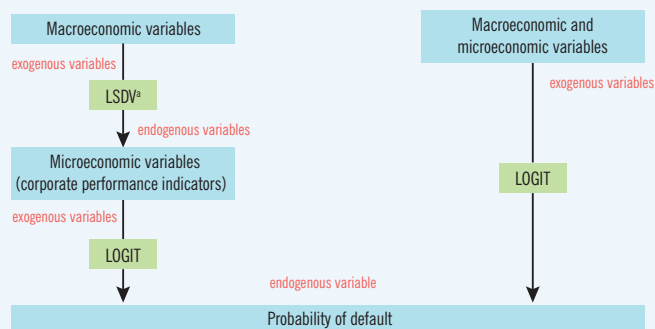 Macroeconomic variables
exogenous variables
LSDVª
endogenous variables
Microeconomic variables
(corporate performance indicators)
exogenous variables
LOGIT
Macroeconomic and
microeconomic variables
exogenous variables
LOGIT
endogenous variable
Probability of default